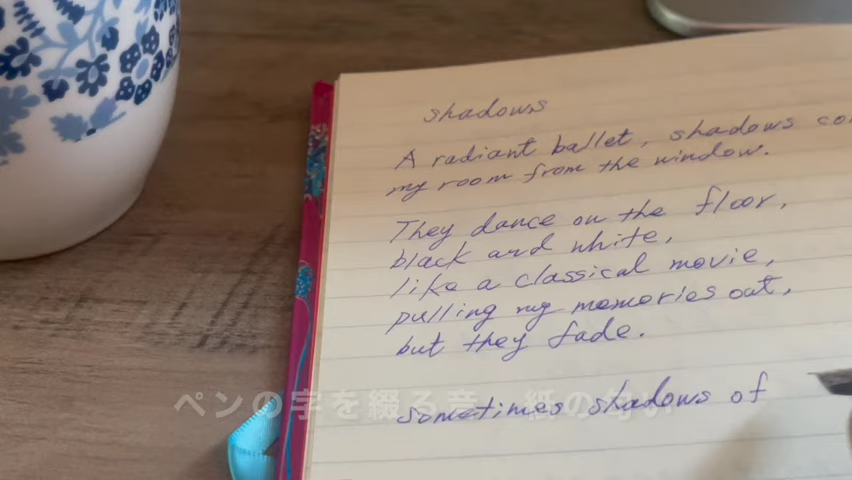 shadows
A radiant ballet, shadows
my room from the window.
They dance on the floor,
black and white,
like a classical movie,
pulling my memories out,
but they fade.
sometimes shadows of
ペンの字を綴る音 紙の匂い